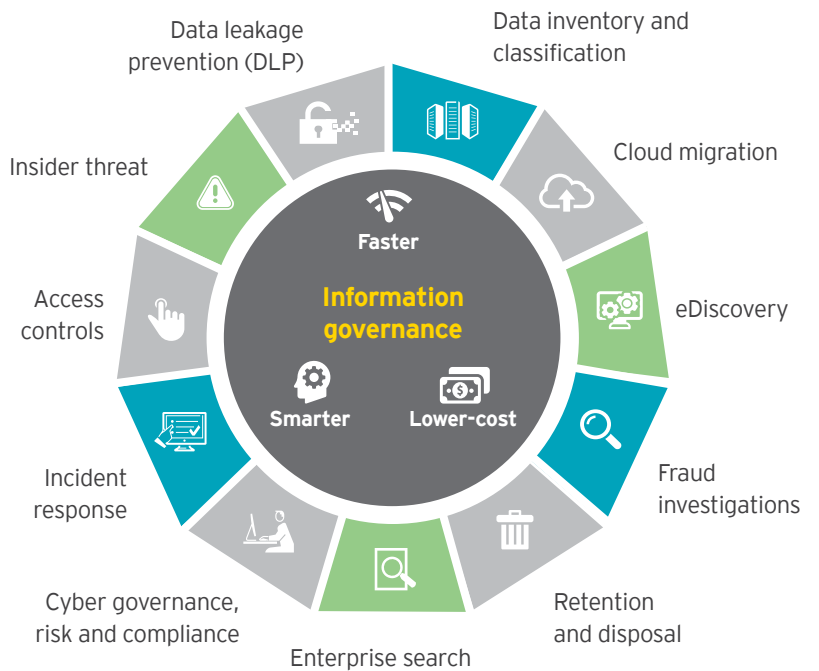 Data leakage
prevention (DLP)
Data inventory and
classification
Cloud migration
eDiscovery
Fraud
investigations
Retention
and disposal
Enterprise search
Cyber governance,
risk and compliance
Incident
response
Access
controls
Insider threat
Faster
Information
governance
Smarter
Lower-cost